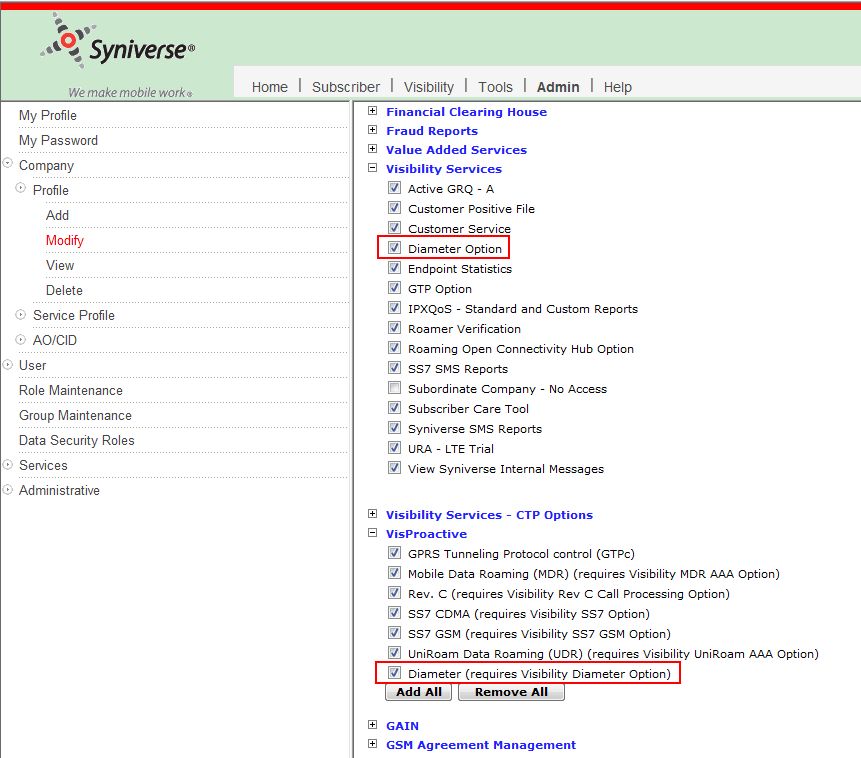 Syniverse®
We make mobile work®
Home | Subscriber | Visibility | Tools | Admin | Help
My Profile
My Password
Company
Profile
Add
Modify
View
Delete
Service Profile
AO/CID
User
Role Maintenance
Group Maintenance
Data Security Roles
Services
Administrative
Financial Clearing House
Fraud Reports
Value Added Services
Visibility Services
Active GRQ - A
Customer Positive File
Customer Service
Diameter Option
Endpoint Statistics
GTP Option
IPXQoS - Standard and Custom Reports
Roamer Verification
Roaming Open Connectivity Hub Option
SS7 SMS Reports
Subordinate Company - No Access
Subscriber Care Tool
Syniverse SMS Reports
URA - LTE Trial
View Syniverse Internal Messages
Visibility Services - CTP Options
VisProactive
GPRS Tunneling Protocol control (GTPc)
Mobile Data Roaming (MDR) (requires Visibility MDR AAA Option)
Rev. C (requires Visibility Rev C Call Processing Option)
SS7 CDMA (requires Visibility SS7 Option)
SS7 GSM (requires Visibility SS7 GSM Option)
UniRoam Data Roaming (UDR) (requires Visibility UniRoam AAA Option)
Diameter (requires Visibility Diameter Option)
Add All Remove All
GAIN
GSM Agreement Management